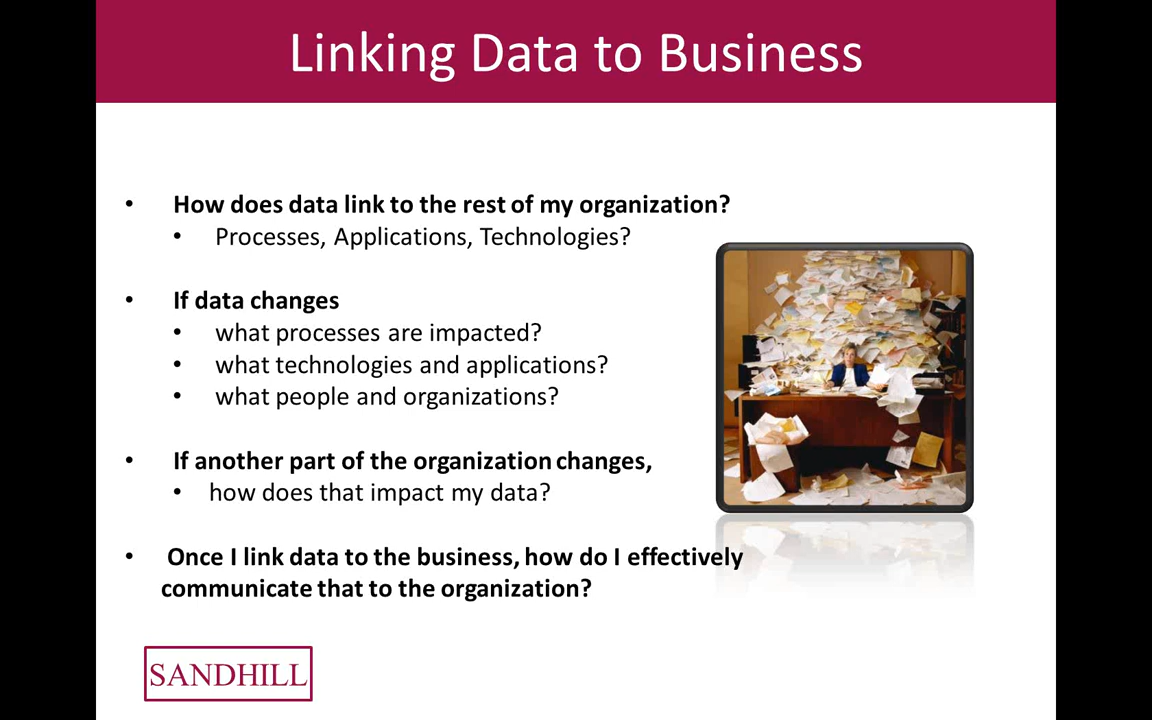 Linking Data to Business
• How does data link to the rest of my organization?
• Processes, Applications, Technologies?
• If data changes
• what processes are impacted?
• what technologies and applications?
• what people and organizations?
• If another part of the organization changes,
• how does that impact my data?
• Once I link data to the business, how do I effectively
communicate that to the organization?
SANDHILL